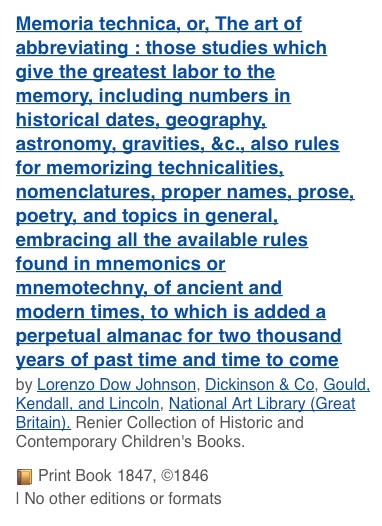 Memoria technica, or, The art of
abbreviating : those studies which
give the greatest labor to the
memory, including numbers in
historical dates, geography,
astronomy, gravities, &c., also rules
for memorizing technicalities,
nomenclatures, proper names, prose,
poetry, and topics in general,
embracing all the available rules
found in mnemonics or
mnemotechny, of ancient and
modern times, to which is added a
perpetual almanac for two thousand
years of past time and time to come
by Lorenzo Dow Johnson, Dickinson & Co, Gould,
Kendall, and Lincoln, National Art Library (Great
Britain). Renier Collection of Historic and
Contemporary Children's Books.
Print Book 1847, ©1846
| No other editions or formats